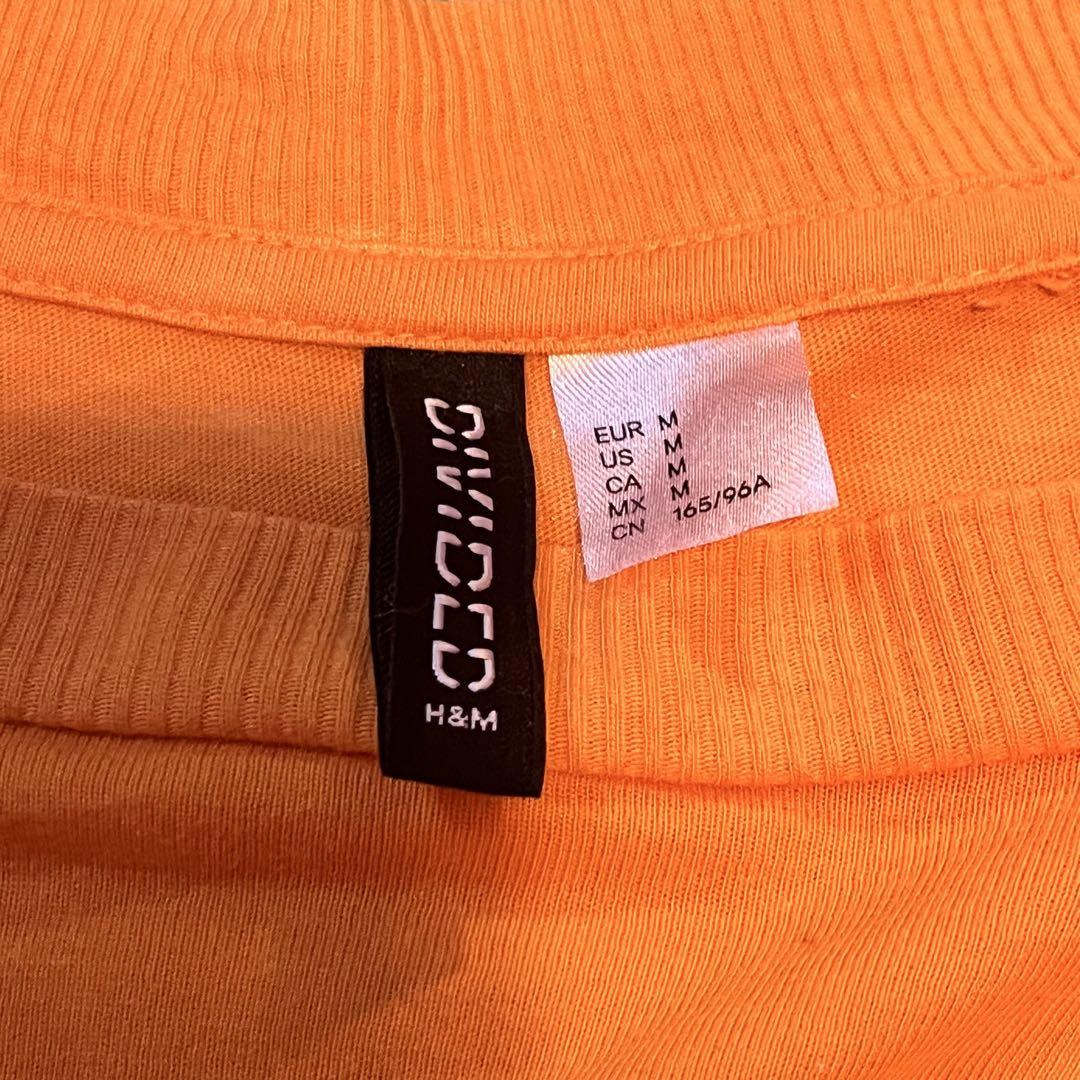 DIVIDED
H&M
EUR M
US M
CA M
MX M
CN 165/96A